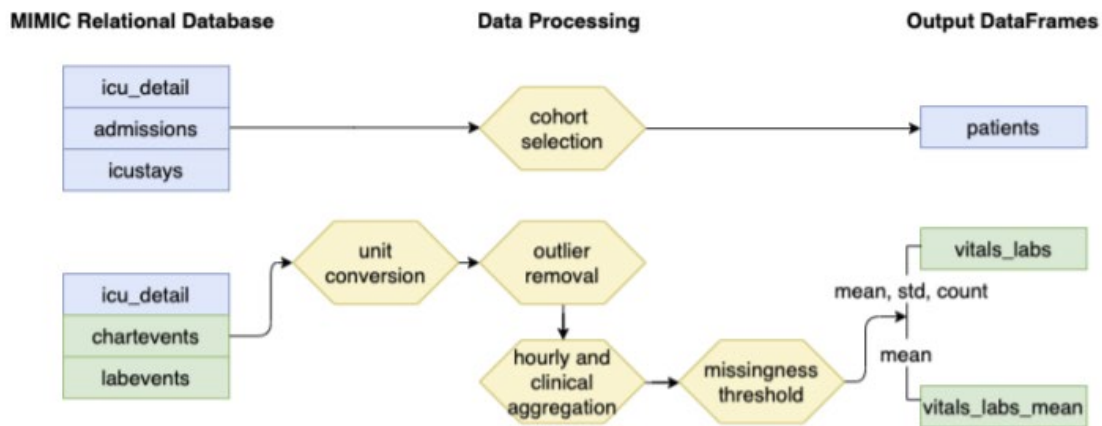 MIMIC Relational Database
Data Processing
Output DataFrames
icu_detail
admissions
icustays
cohort
selection
patients
icu_detail
chartevents
labevents
unit
conversion
outlier
removal
hourly and
clinical
aggregation
missingness
threshold
mean, std, count
mean
vitals_labs
vitals_labs_mean